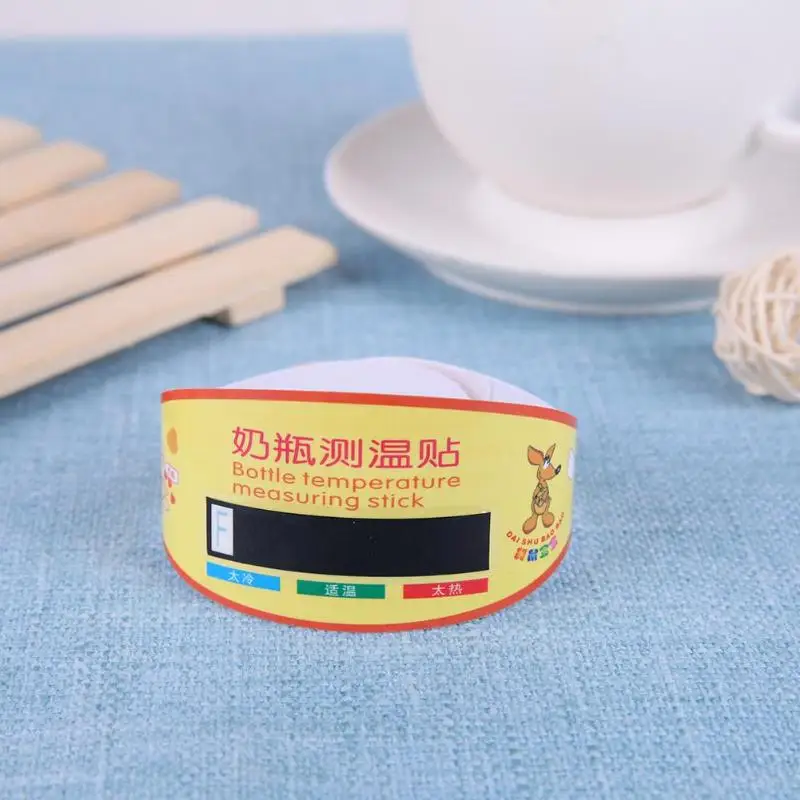 奶瓶测温贴
Bottle temperature
measuring stick
F
太冷
适温
太热
DAI SHU BAO BAO